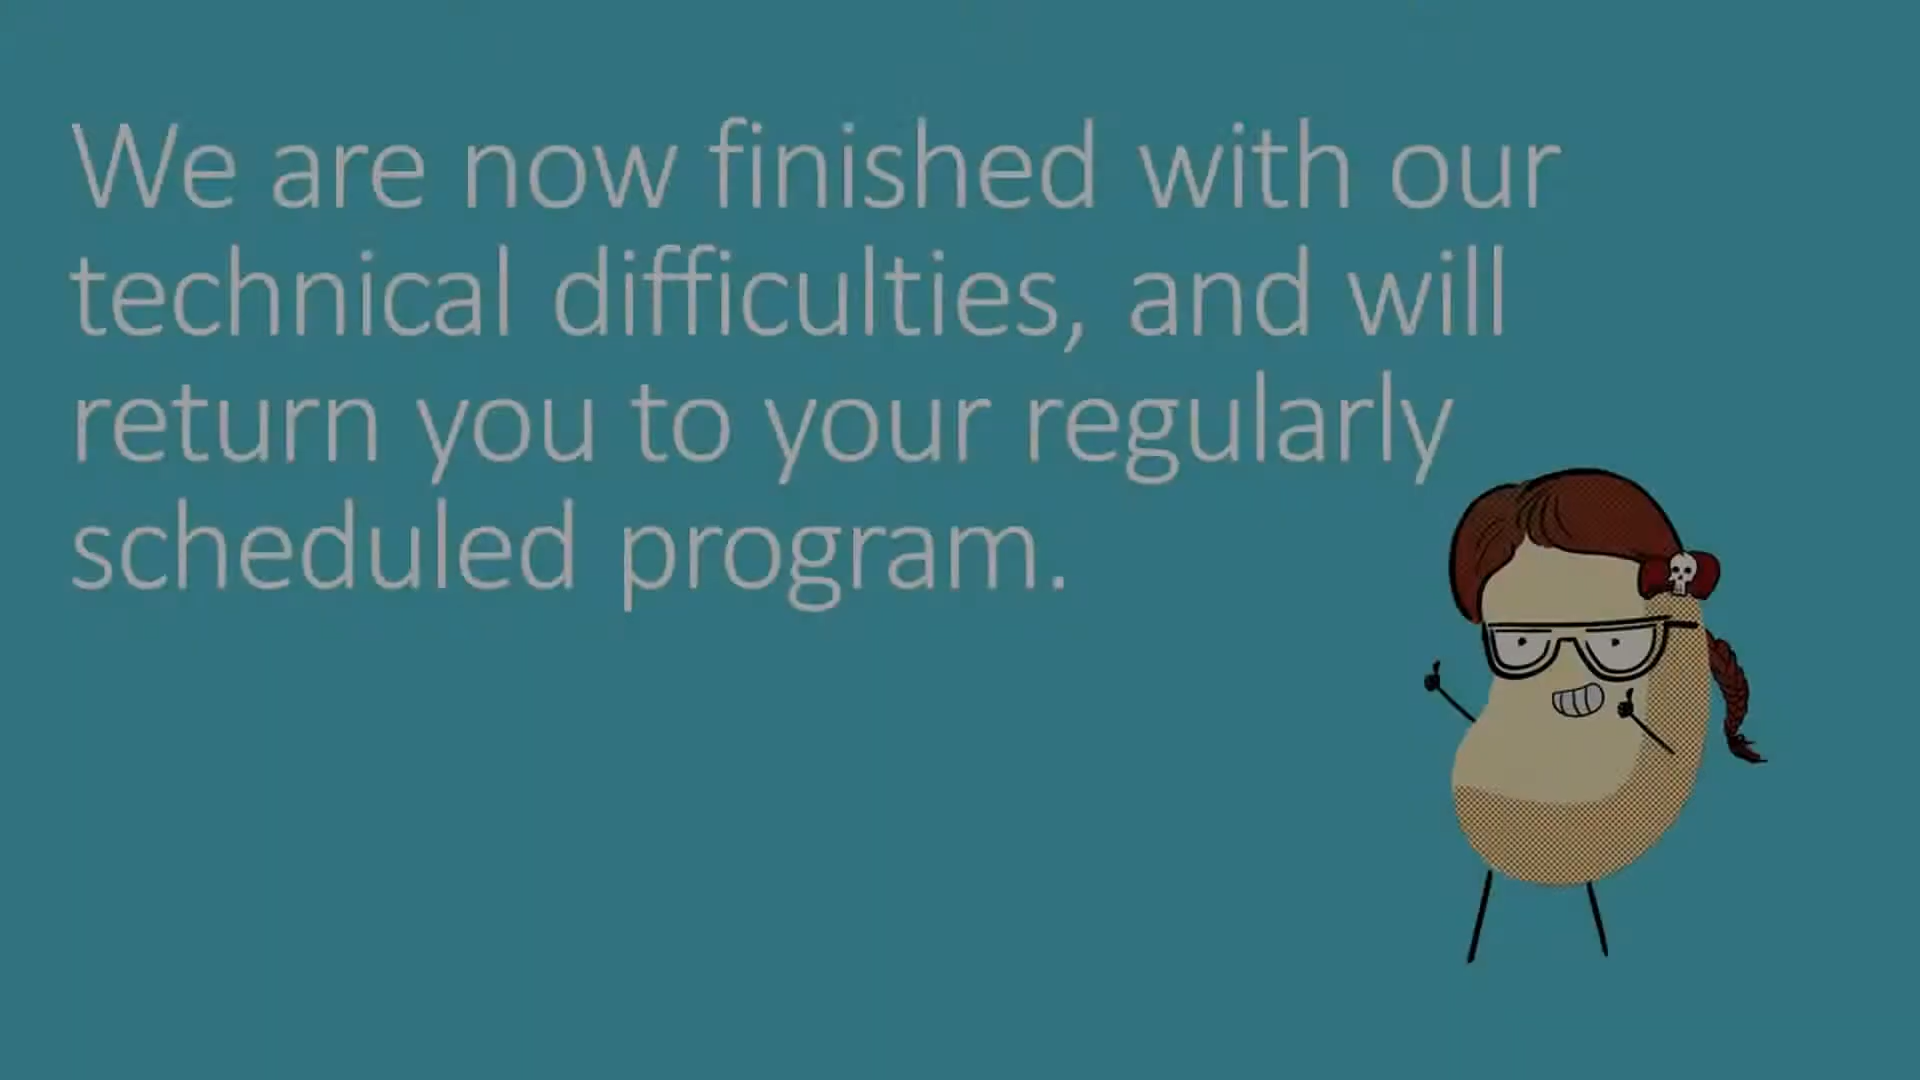 We are now finished with our
technical difficulties, and will
return you to your regularly
scheduled program.